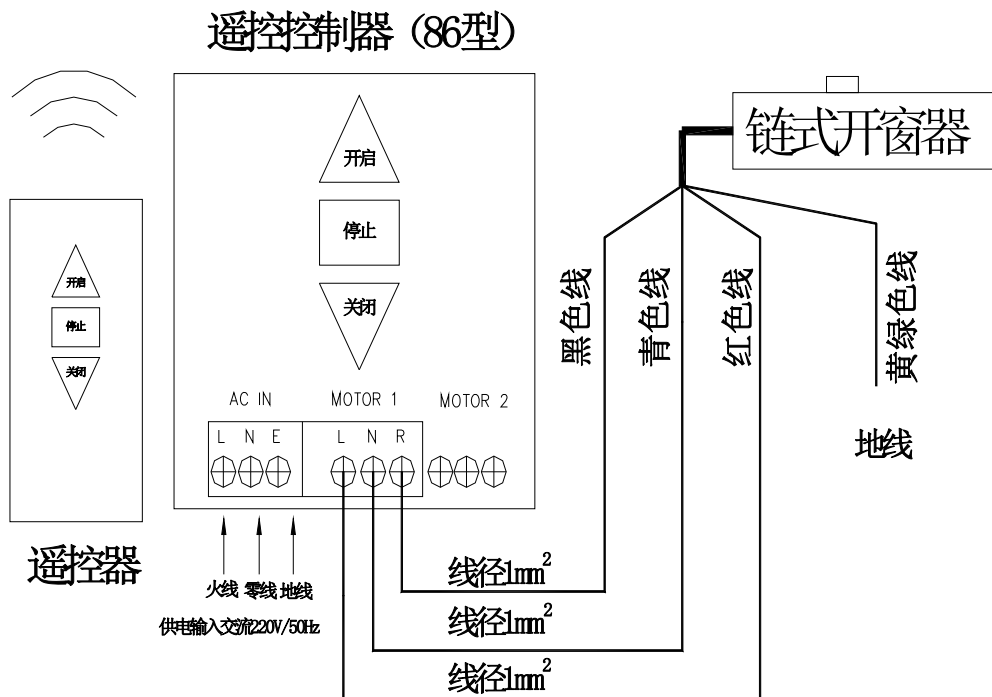 遥控控制器（86型）
链式开窗器
开启
停止
关闭
开启
停止
关闭
黑色线
青色线
红色线
黄绿色线
地线
AC IN
MOTOR 1
MOTOR 2
L N E
L N R
遥控器
火线 零线 地线
供电输入交流220V/50Hz
线径1mm²
线径1mm²
线径1mm²